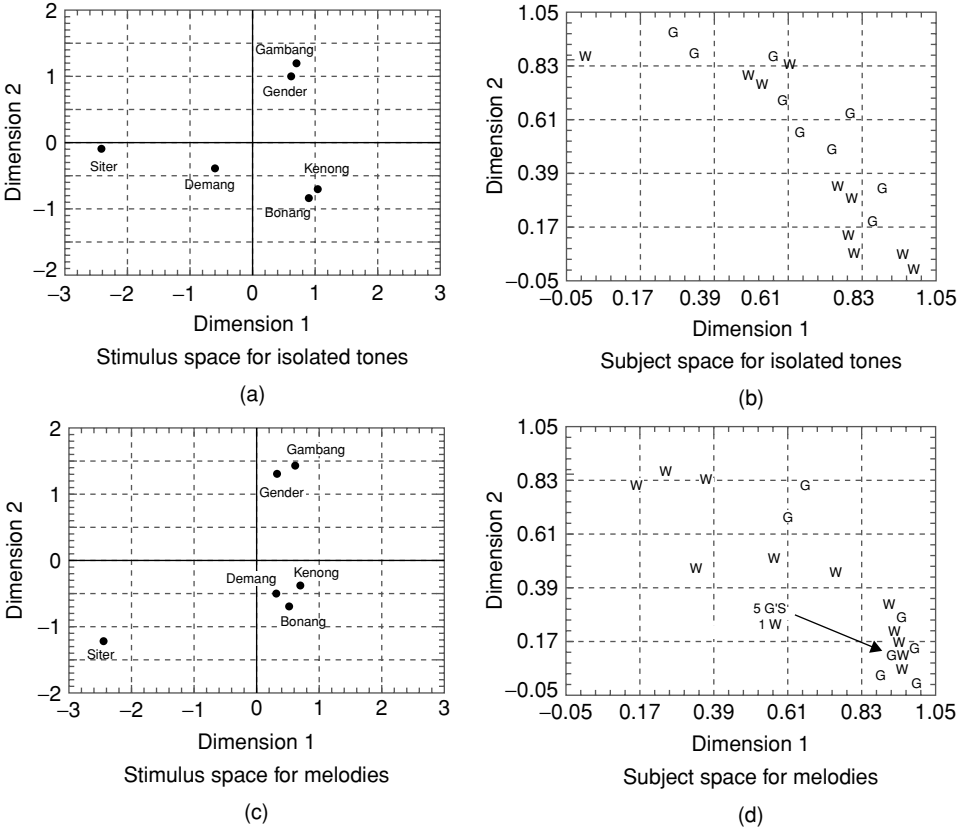 2
1
0
−1
−2
Dimension 2
Gambang
Gender
Siter
Demang
Kenong
Bonang
−3 −2 −1 0 1 2 3
Dimension 1
Stimulus space for isolated tones
(a)
1.05
0.83
0.61
0.39
0.17
−0.05
Dimension 2
G
W G
G W
W W
G
G
G
G
W W G
G
W
W W
W
−0.05 0.17 0.39 0.61 0.83 1.05
Dimension 1
Subject space for isolated tones
(b)
2
1
0
−1
−2
Dimension 2
Gambang
Gender
Demang Kenong
Bonang
Siter
−3 −2 −1 0 1 2 3
Dimension 1
Stimulus space for melodies
(c)
1.05
0.83
0.61
0.39
0.17
−0.05
Dimension 2
W
W W G
G
W
W W
5 G'S
1 W
W
G
W
W G
G W
W
G
G
−0.05 0.17 0.39 0.61 0.83 1.05
Dimension 1
Subject space for melodies
(d)